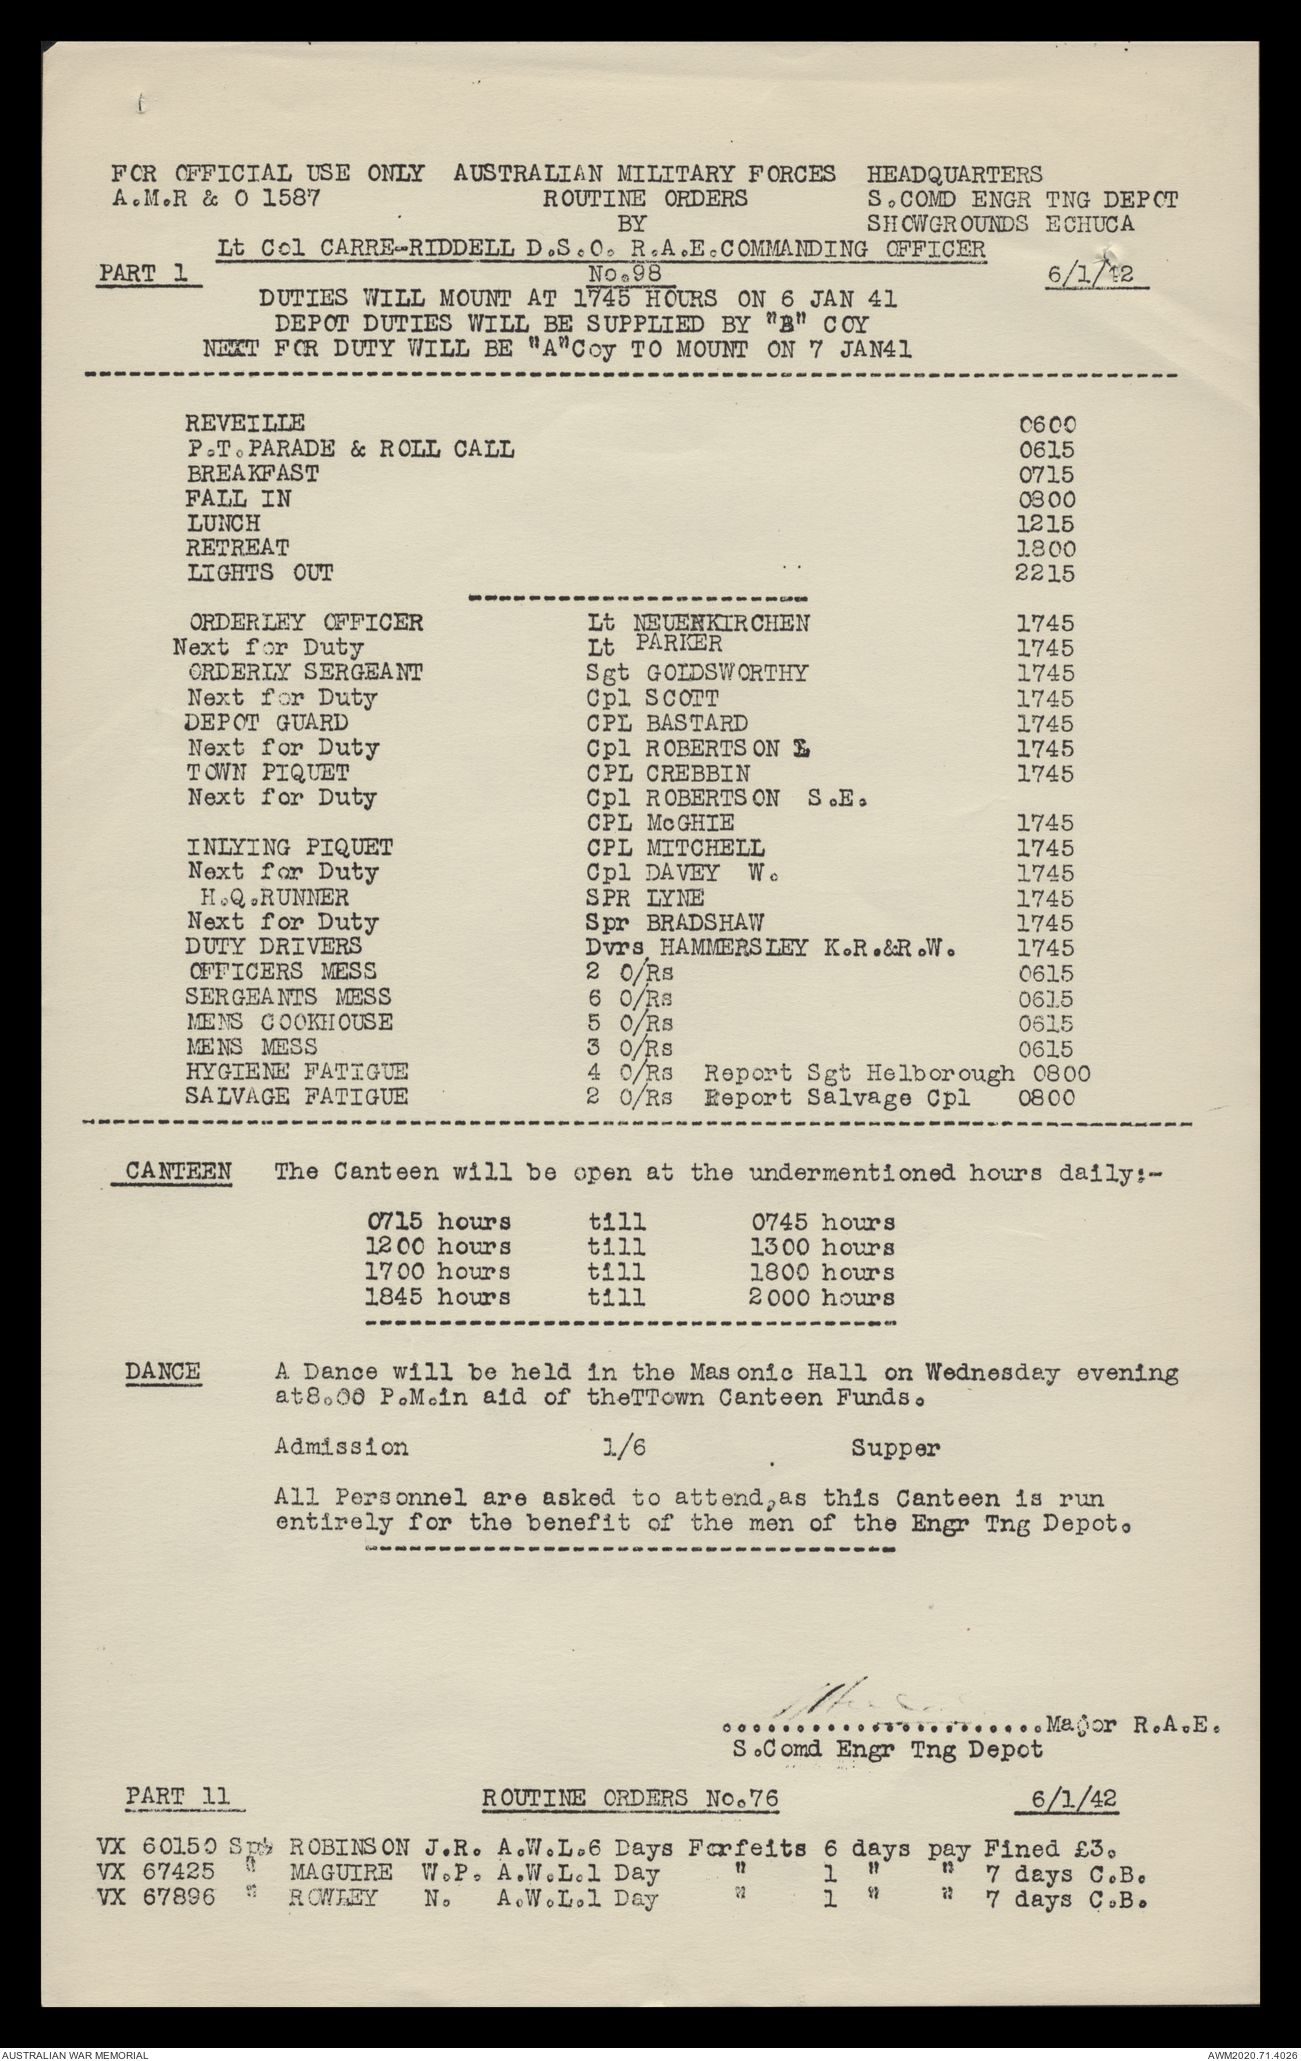 FOR OFFICIAL USE ONLY AUSTRALIAN MILITARY FORCES HEADQUARTERS
A.M.R & O 1587 ROUTINE ORDERS S.COMD ENGR TNG DEPOT
BY SHOWGROUNDS ECHUCA
Lt Col CARRE-RIDDELL D.S.O. R.A.E.COMMANDING OFFICER
PART 1 No.98 6/1/42
DUTIES WILL MOUNT AT 1745 HOURS ON 6 JAN 41
DEPOT DUTIES WILL BE SUPPLIED BY "B" COY
NEXT FOR DUTY WILL BE "A"Coy TO MOUNT ON 7 JAN41
REVEILLE 0600
P.T.PARADE & ROLL CALL 0615
BREAKFAST 0715
FALL IN 0800
LUNCH 1215
RETREAT 1800
LIGHTS OUT 2215
ORDERLEY OFFICER Lt NEUENKIRCHEN 1745
Next for Duty Lt PARKER 1745
ORDERLY SERGEANT Sgt GOLDSWORTHY 1745
Next for Duty Cpl SCOTT 1745
DEPOT GUARD CPL BASTARD 1745
Next for Duty Cpl ROBERTSON L 1745
TOWN PIQUET CPL CREBBIN 1745
Next for Duty Cpl ROBERTSON S.E.
CPL McGHIE 1745
INLYING PIQUET CPL MITCHELL 1745
Next for Duty Cpl DAVEY W. 1745
H.Q.RUNNER SPR LYNE 1745
Next for Duty Spr BRADSHAW 1745
DUTY DRIVERS Dvrs HAMMERSLEY K.R.&R.W. 1745
OFFICERS MESS 2 O/Rs 0615
SERGEANTS MESS 6 O/Rs 0615
MENS COOKHOUSE 5 O/Rs 0615
MENS MESS 3 O/Rs 0615
HYGIENE FATIGUE 4 O/Rs Report Sgt Helborough 0800
SALVAGE FATIGUE 2 O/Rs Report Salvage Cpl 0800
CANTEEN The Canteen will be open at the undermentioned hours daily:-
0715 hours till 0745 hours
1200 hours till 1300 hours
1700 hours till 1800 hours
1845 hours till 2000 hours
DANCE A Dance will be held in the Masonic Hall on Wednesday evening
at8.00 P.M.in aid of theTTown Canteen Funds.
Admission 1/6 Supper
All Personnel are asked to attend,as this Canteen is run
entirely for the benefit of the men of the Engr Tng Depot.
......................Major R.A.E.
S.Comd Engr Tng Depot
PART 11 ROUTINE ORDERS No.76 6/1/42
VX 60150 Spr ROBINSON J.R. A.W.L.6 Days Forfeits 6 days pay Fined £3.
VX 67425 " MAGUIRE W.P. A.W.L.1 Day " 1 " " 7 days C.B.
VX 67896 " ROWLEY N. A.W.L.1 Day " 1 " " 7 days C.B.
AUSTRALIAN WAR MEMORIAL AWM2020.71.4026